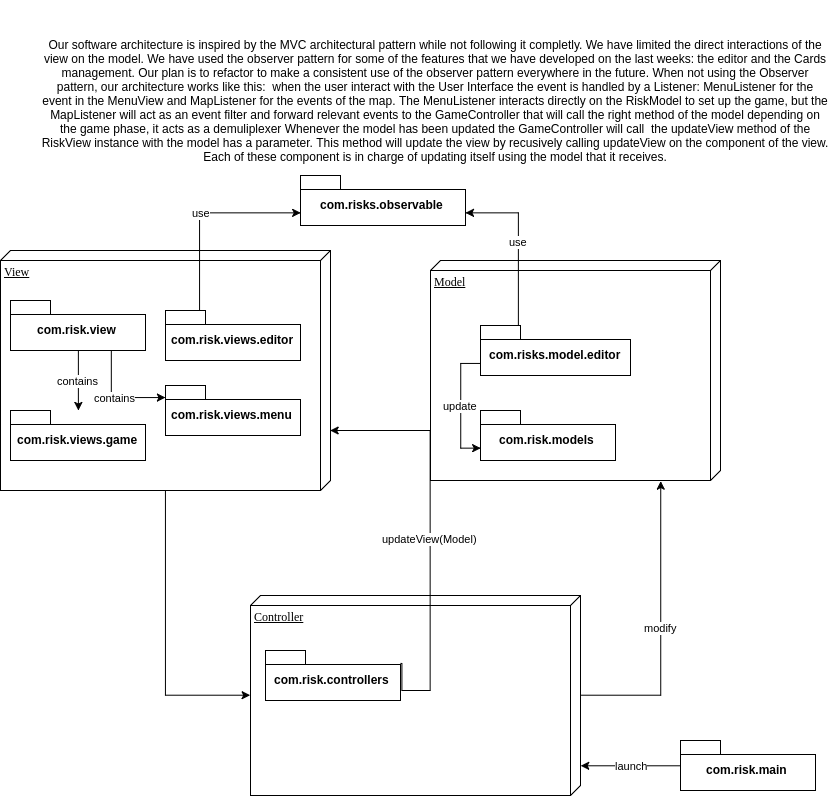 Our software architecture is inspired by the MVC architectural pattern while not following it completly. We have limited the direct interactions of the
view on the model. We have used the observer pattern for some of the features that we have developed on the last weeks: the editor and the Cards
management. Our plan is to refactor to make a consistent use of the observer pattern everywhere in the future. When not using the Observer
pattern, our architecture works like this:  when the user interact with the User Interface the event is handled by a Listener: MenuListener for the
event in the MenuView and MapListener for the events of the map. The MenuListener interacts directly on the RiskModel to set up the game, but the
MapListener will act as an event filter and forward relevant events to the GameController that will call the right method of the model depending on
the game phase, it acts as a demuliplexer Whenever the model has been updated the GameController will call  the updateView method of the
RiskView instance with the model has a parameter. This method will update the view by recusively calling updateView on the component of the view.
Each of these component is in charge of updating itself using the model that it receives.
com.risks.observable
use
use
View
Model
com.risk.view
com.risk.views.editor
com.risks.model.editor
contains
contains
com.risk.views.menu
update
com.risk.views.game
com.risk.models
updateView(Model)
Controller
modify
com.risk.controllers
launch
com.risk.main